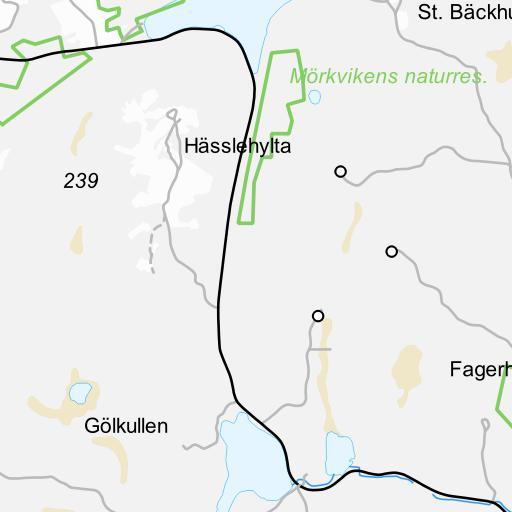 St. Bäckhu
Mörkvikens naturres.
Hässlehylta
239
Fagerh
Gölkullen